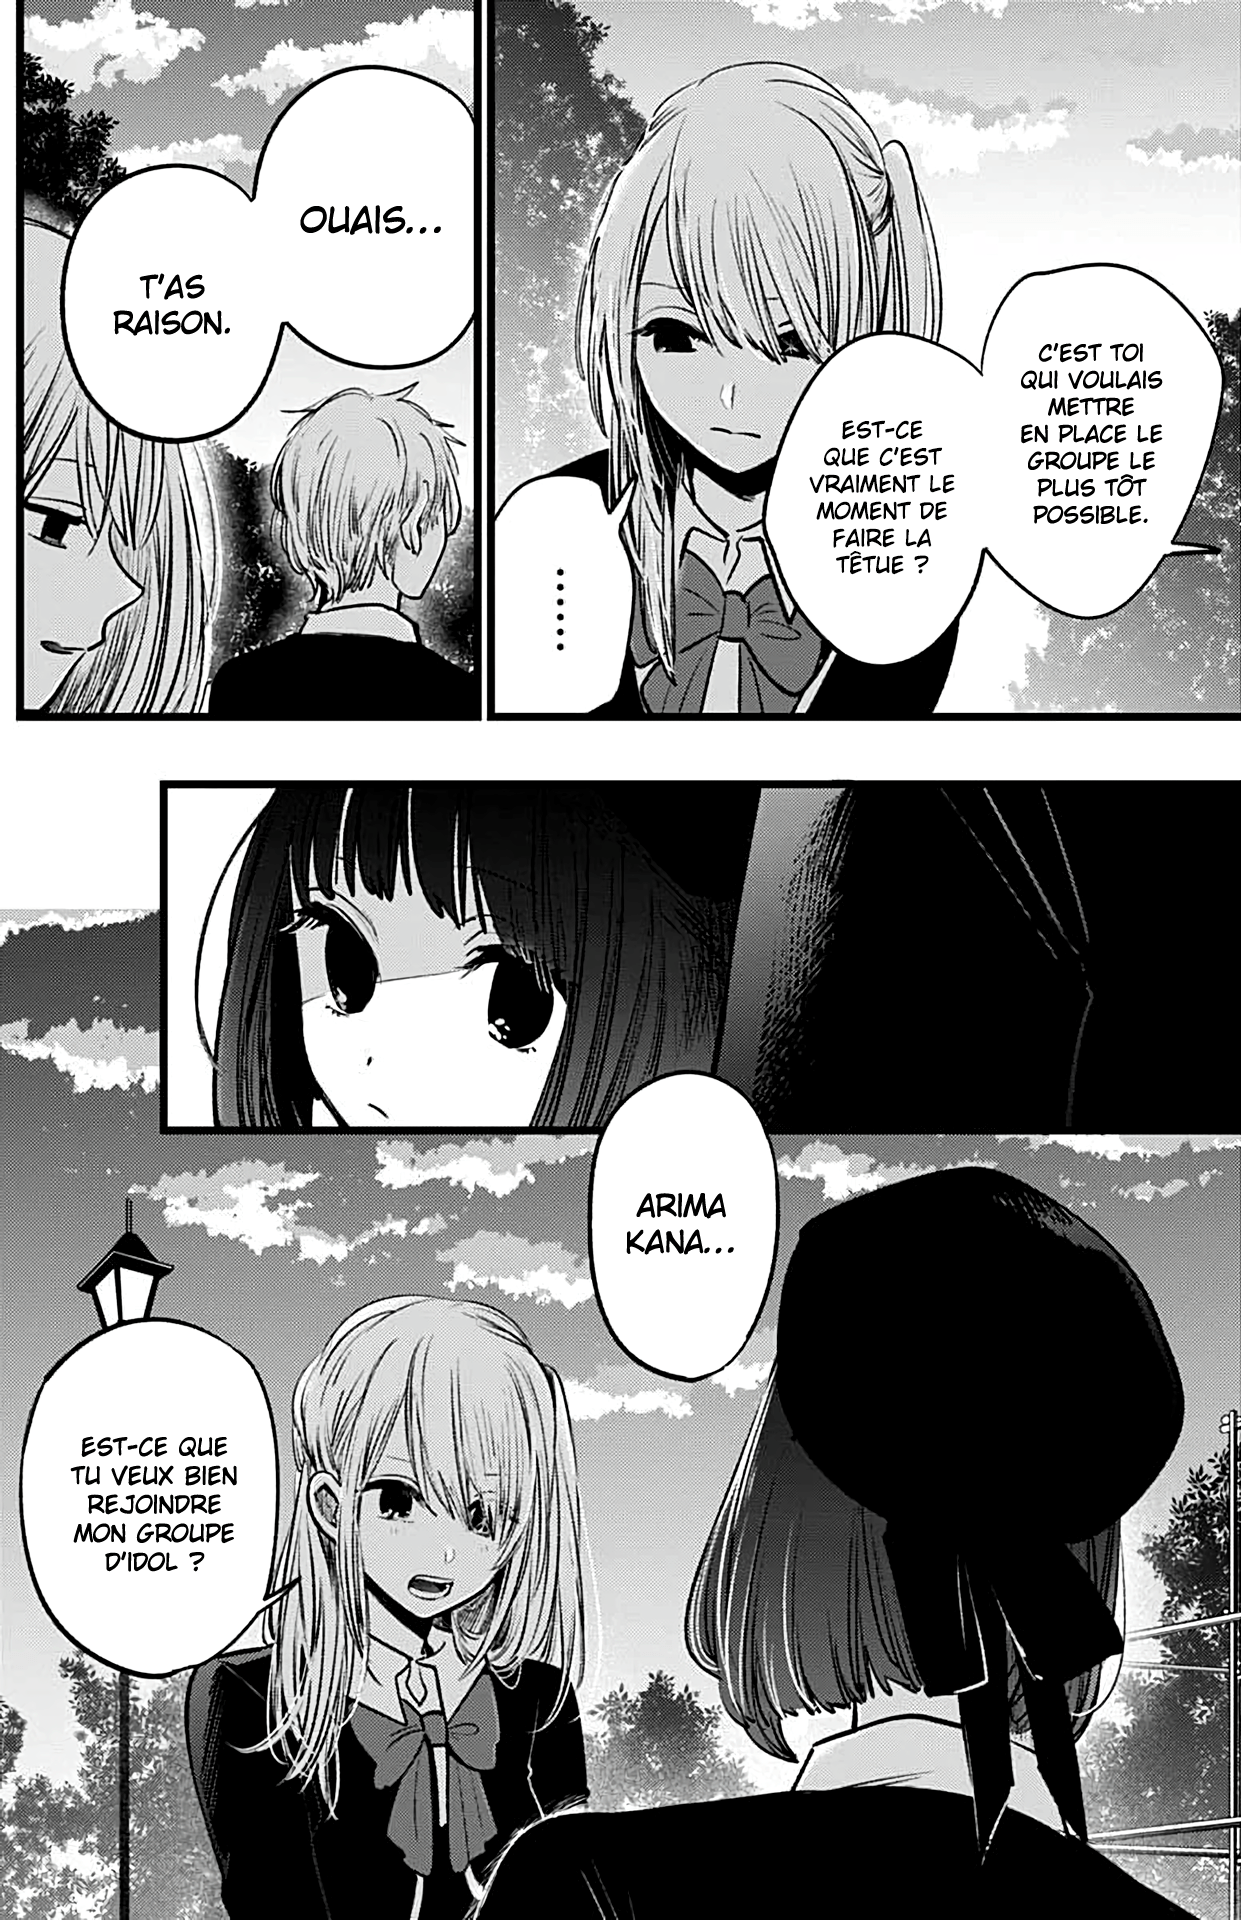 C'EST TOI
QUI VOULAIS
METTRE
EN PLACE LE
GROUPE LE
PLUS TÔT
POSSIBLE.
EST-CE
QUE C'EST
VRAIMENT LE
MOMENT DE
FAIRE LA
TÊTUE ?
.....
OUAIS...
T'AS
RAISON.
ARIMA
KANA...
EST-CE QUE
TU VEUX BIEN
REJOINDRE
MON GROUPE
D'IDOL ?